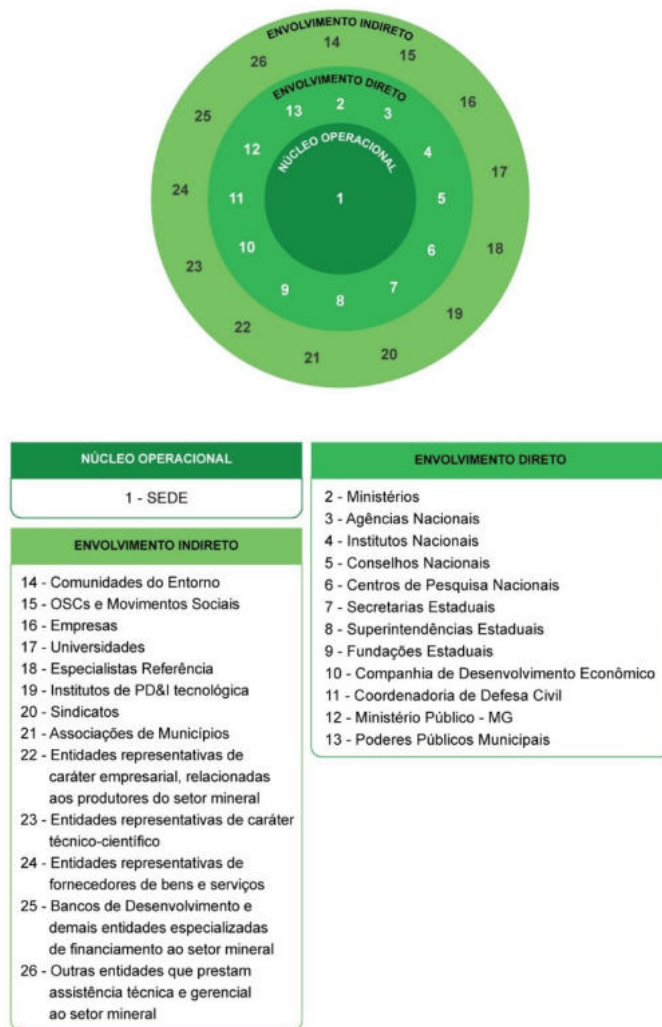 ENVOLVIMENTO INDIRETO
14
15
16
17
18
19
20
21
22
23
24
25
26
ENVOLVIMENTO DIRETO
2
3
4
5
6
7
8
9
10
11
12
13
NÚCLEO OPERACIONAL
1
NÚCLEO OPERACIONAL
1 - SEDE
ENVOLVIMENTO INDIRETO
14 - Comunidades do Entorno
15 - OSCs e Movimentos Sociais
16 - Empresas
17 - Universidades
18 - Especialistas Referência
19 - Institutos de PD&I tecnológica
20 - Sindicatos
21 - Associações de Municípios
22 - Entidades representativas de
caráter empresarial, relacionadas
aos produtores do setor mineral
23 - Entidades representativas de caráter
técnico-científico
24 - Entidades representativas de
fornecedores de bens e serviços
25 - Bancos de Desenvolvimento e
demais entidades especializadas
de financiamento ao setor mineral
26 - Outras entidades que prestam
assistência técnica e gerencial
ao setor mineral
ENVOLVIMENTO DIRETO
2 - Ministérios
3 - Agências Nacionais
4 - Institutos Nacionais
5 - Conselhos Nacionais
6 - Centros de Pesquisa Nacionais
7 - Secretarias Estaduais
8 - Superintendências Estaduais
9 - Fundações Estaduais
10 - Companhia de Desenvolvimento Econômico
11 - Coordenadoria de Defesa Civil
12 - Ministério Público - MG
13 - Poderes Públicos Municipais